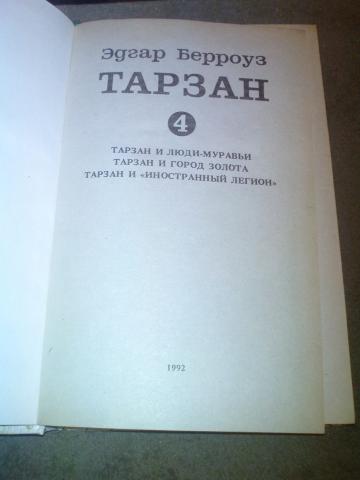 Эдгар Берроуз
ТАРЗАН
4
ТАРЗАН И ЛЮДИ-МУРАВЬИ
ТАРЗАН И ГОРОД ЗОЛОТА
ТАРЗАН И «ИНОСТРАННЫЙ ЛЕГИОН»
1992